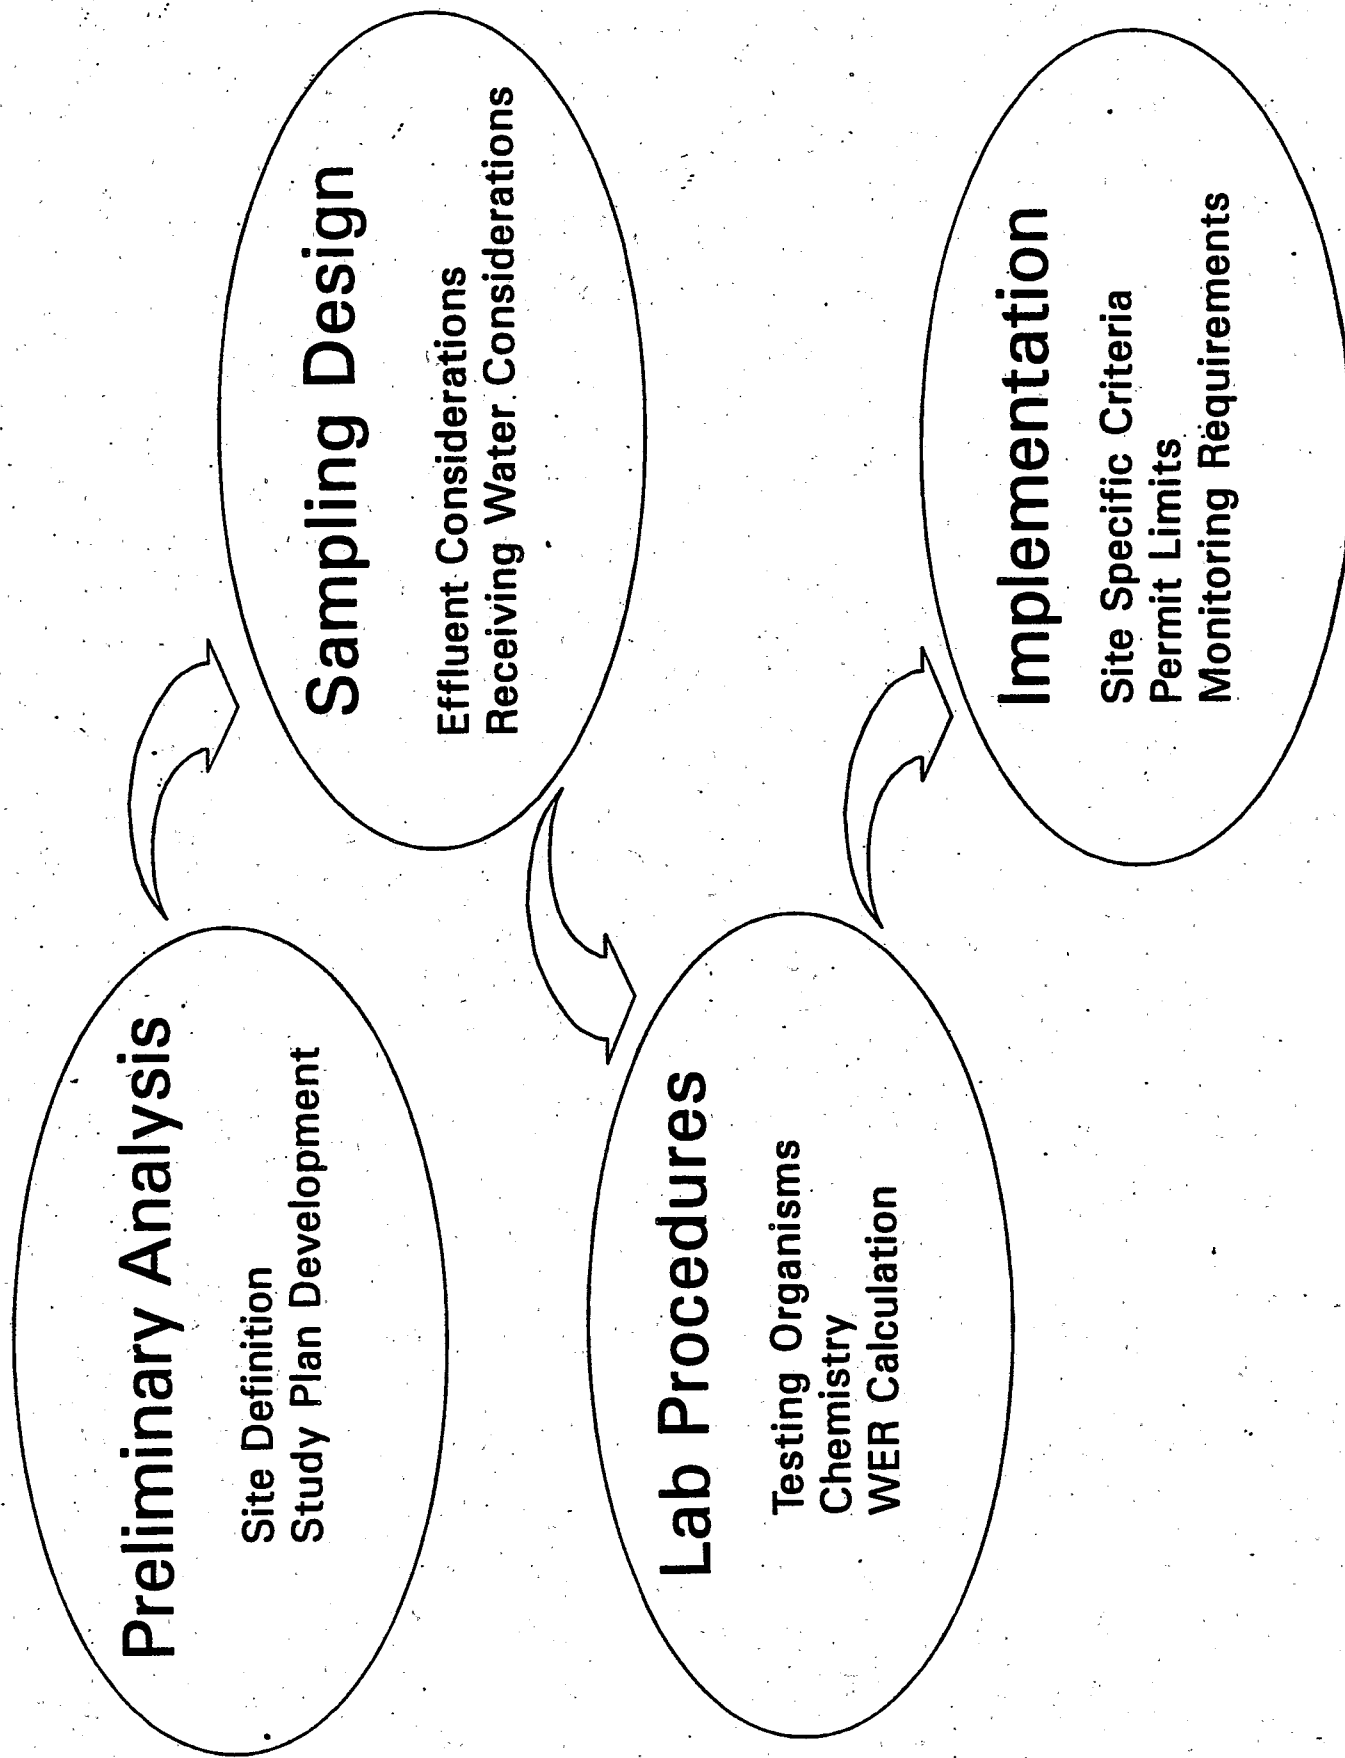 Preliminary Analysis
Site Definition
Study Plan Development
Sampling Design
Effluent Considerations
Receiving Water Considerations
Lab Procedures
Testing Organisms
Chemistry
WER Calculation
Implementation
Site Specific Criteria
Permit Limits
Monitoring Requirements